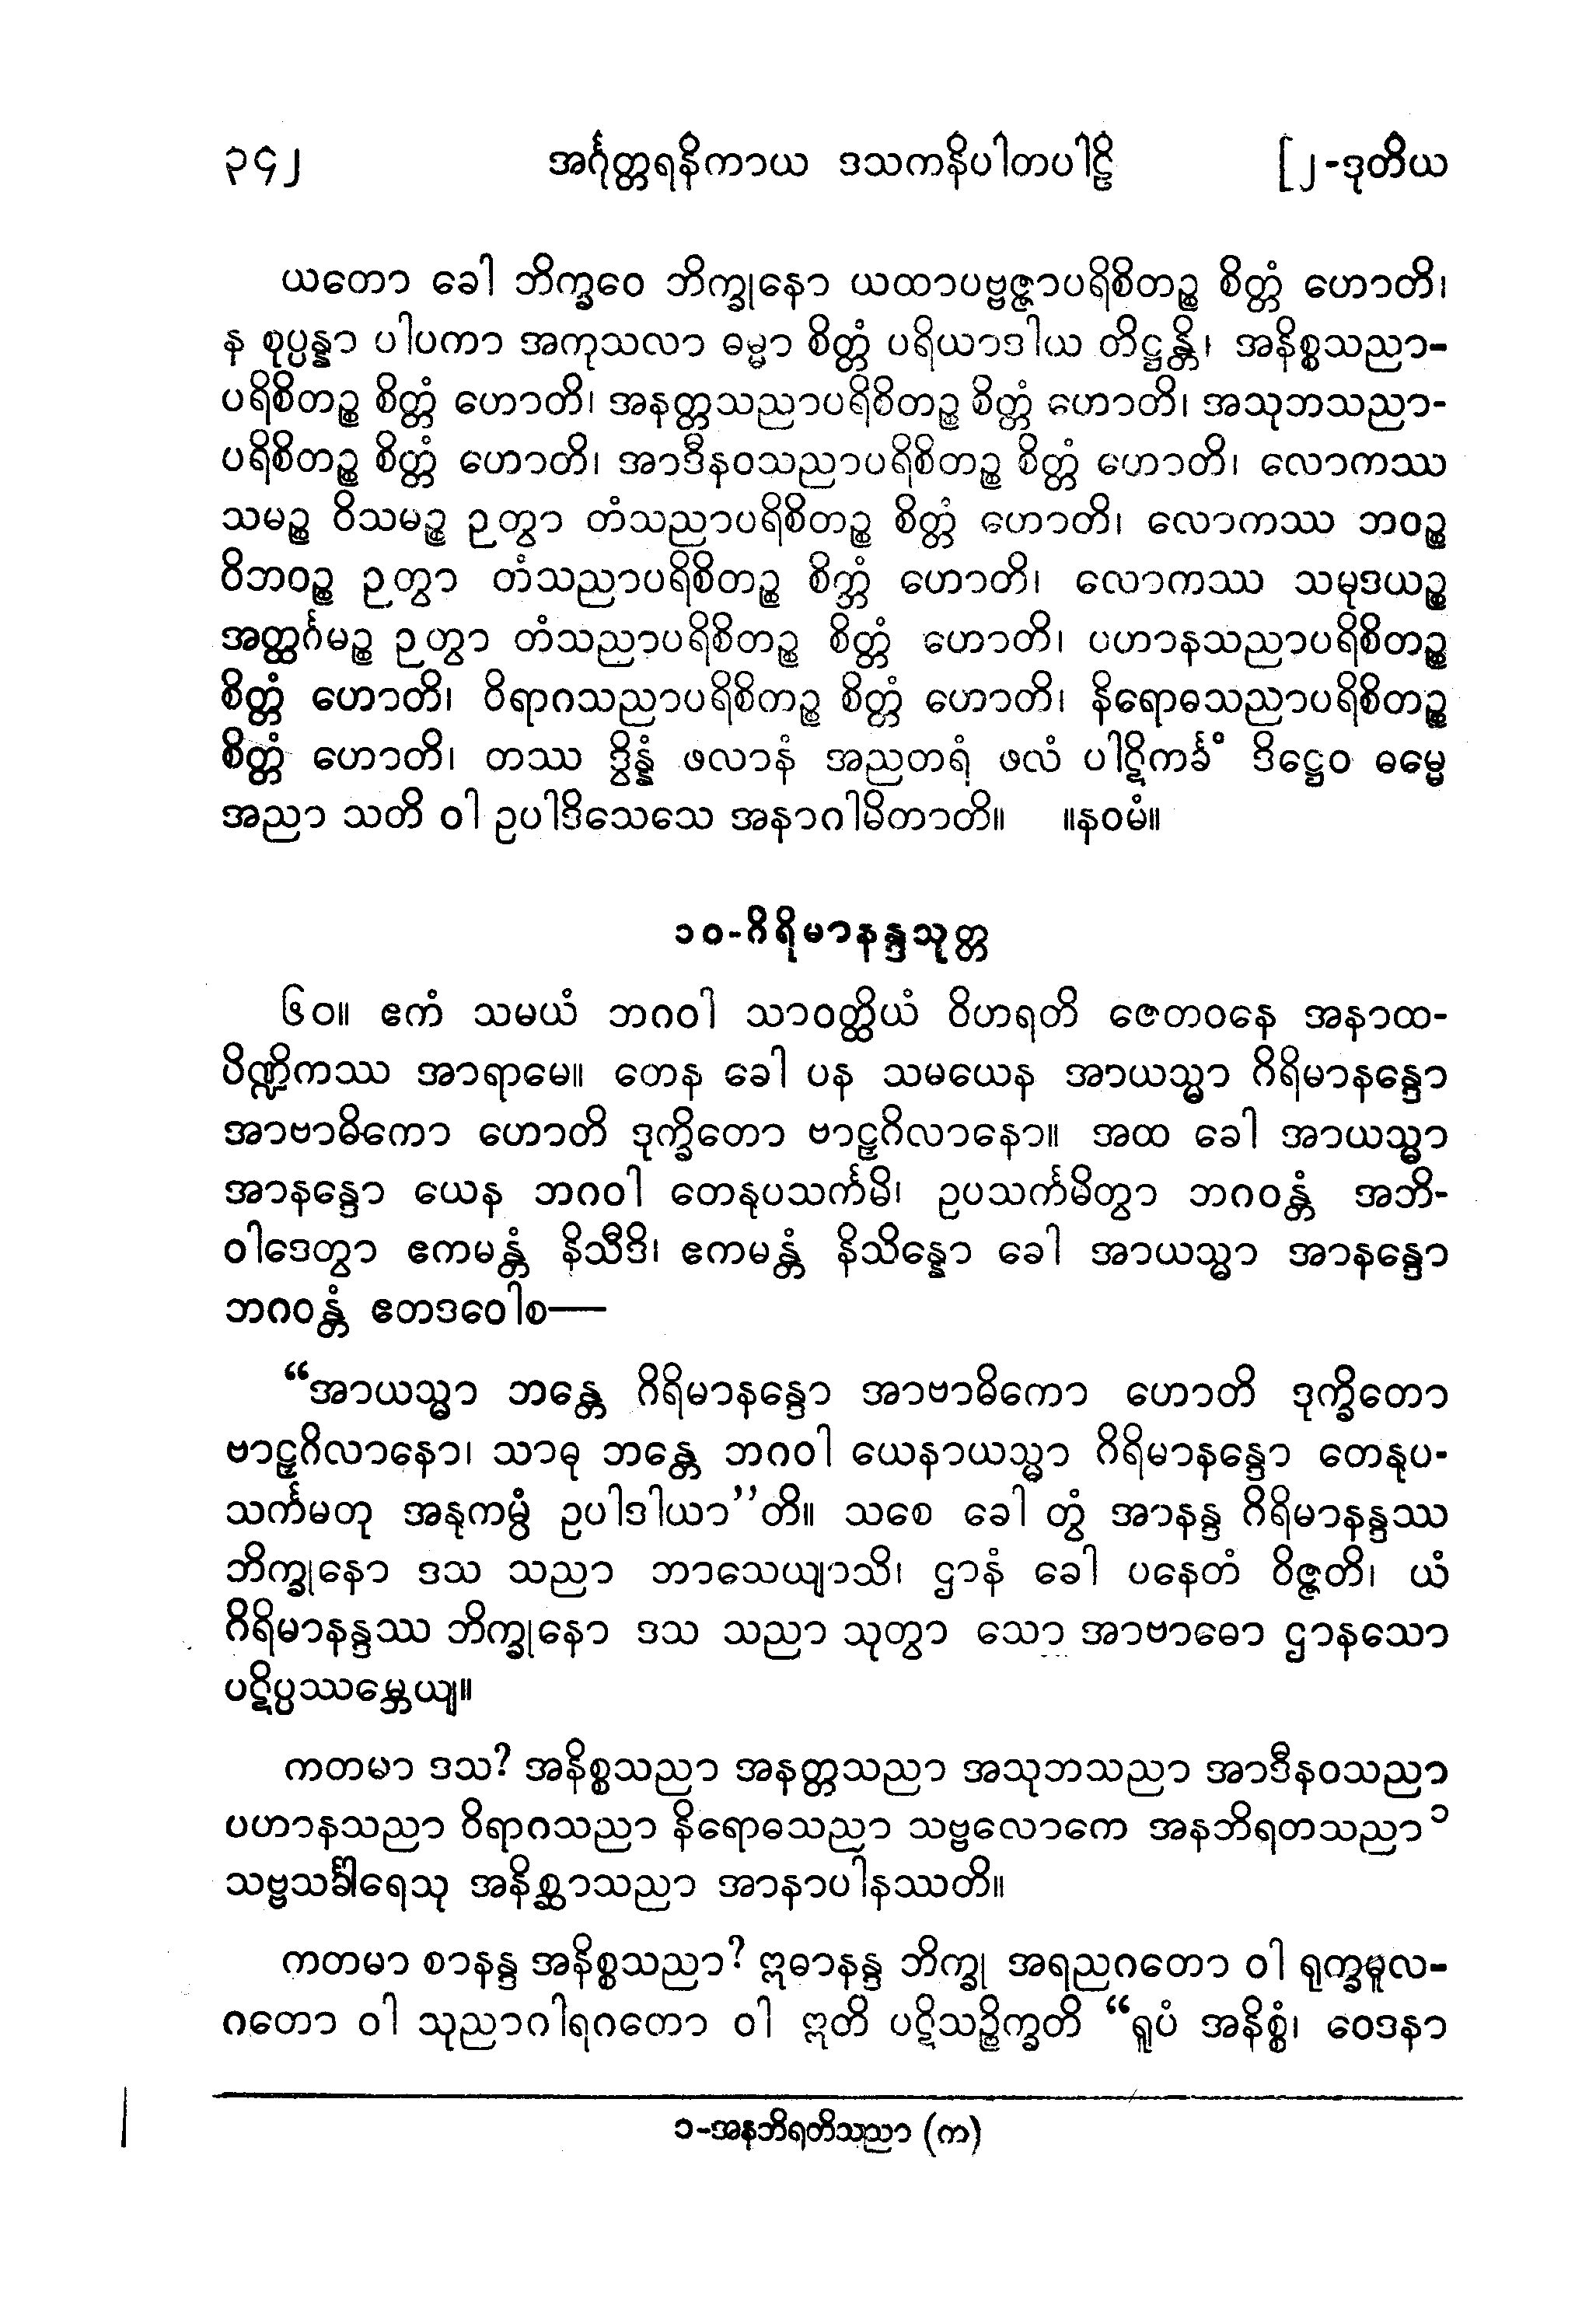 ၃၄၂ အင်္ဂုတ္တရနိကာယ ဒသကနိပါတပါဠိ [၂-ဒုတိယ
ယတော ခေါ ဘိက္ခဝေ ဘိက္ခုနော ယထာပဗ္ဗဇ္ဇာပရိစိတဉ္စ စိတ္တံ ဟောတိ၊
န စုပ္ပန္နာ ပါပကာ အကုသလာ ဓမ္မာ စိတ္တံ ပရိယာဒါယ တိဋ္ဌန္တိ၊ အနိစ္စသညာ-
ပရိစိတဉ္စ စိတ္တံ ဟောတိ၊ အနတ္တသညာပရိစိတဉ္စ စိတ္တံ ဟောတိ၊ အသုဘသညာ-
ပရိစိတဉ္စ စိတ္တံ ဟောတိ၊ အာဒီနဝသညာပရိစိတဉ္စ စိတ္တံ ဟောတိ၊ လောကဿ
သမဉ္စ ဝိသမဉ္စ ဉတွာ တံသညာပရိစိတဉ္စ စိတ္တံ ဟောတိ၊ လောကဿ ဘဝဉ္စ
ဝိဘဝဉ္စ ဉတွာ တံသညာပရိစိတဉ္စ စိတ္တံ ဟောတိ၊ လောကဿ သမုဒယဉ္စ
အတ္ထင်္ဂမဉ္စ ဉတွာ တံသညာပရိစိတဉ္စ စိတ္တံ ဟောတိ၊ ပဟာနသညာပရိစိတဉ္စ
စိတ္တံ ဟောတိ၊ ဝိရာဂသညာပရိစိတဉ္စ စိတ္တံ ဟောတိ၊ နိရောဓသညာပရိစိတဉ္စ
စိတ္တံ ဟောတိ၊ တဿ ဒွိန္နံ ဖလာနံ အညတရံ ဖလံ ပါဋိကင်္ခံ ဒိဋ္ဌေဝ ဓမ္မေ
အညာ သတိ ဝါ ဥပါဒိသေသေ အနာဂါမိတာတိ။ ။နဝမံ။
၁၀-ဂိရိမာနန္ဒသုတ္တ
၆၀။ ဧကံ သမယံ ဘဂဝါ သာဝတ္ထိယံ ဝိဟရတိ ဇေတဝနေ အနာထ-
ပိဏ္ဍိကဿ အာရာမေ။ တေန ခေါ ပန သမယေန အာယသ္မာ ဂိရိမာနန္ဒော
အာဗာဓိကော ဟောတိ ဒုက္ခိတော ဗာဠှဂိလာနော။ အထ ခေါ အာယသ္မာ
အာနန္ဒော ယေန ဘဂဝါ တေနုပသင်္ကမိ၊ ဥပသင်္ကမိတွာ ဘဂဝန္တံ အဘိ-
ဝါဒေတွာ ဧကမန္တံ နိသီဒိ၊ ဧကမန္တံ နိသိန္နော ခေါ အာယသ္မာ အာနန္ဒော
ဘဂဝန္တံ ဧတဒဝေါစ—
“အာယသ္မာ ဘန္တေ ဂိရိမာနန္ဒော အာဗာဓိကော ဟောတိ ဒုက္ခိတော
ဗာဠှဂိလာနော၊ သာဓု ဘန္တေ ဘဂဝါ ယေနာယသ္မာ ဂိရိမာနန္ဒော တေနုပ-
သင်္ကမတု အနုကမ္ပံ ဥပါဒါယာ”တိ။ သစေ ခေါ တွံ အာနန္ဒ ဂိရိမာနန္ဒဿ
ဘိက္ခုနော ဒသ သညာ ဘာသေယျာသိ၊ ဌာနံ ခေါ ပနေတံ ဝိဇ္ဇတိ၊ ယံ
ဂိရိမာနန္ဒဿ ဘိက္ခုနော ဒသ သညာ သုတွာ သော အာဗာဓော ဌာနသော
ပဋိပ္ပဿမ္ဘေယျ။
ကတမာ ဒသ? အနိစ္စသညာ အနတ္တသညာ အသုဘသညာ အာဒီနဝသညာ
ပဟာနသညာ ဝိရာဂသညာ နိရောဓသညာ သဗ္ဗလောကေ အနဘိရတသညာ ၁
သဗ္ဗသင်္ခါရေသု အနိစ္ဆာသညာ အာနာပါနဿတိ။
ကတမာ စာနန္ဒ အနိစ္စသညာ? ဣဓာနန္ဒ ဘိက္ခု အရညဂတော ဝါ ရုက္ခမူလ-
ဂတော ဝါ သုညာဂါရဂတော ဝါ ဣတိ ပဋိသဉ္စိက္ခတိ “ရူပံ အနိစ္စံ၊ ဝေဒနာ
၁-အနဘိရတိသညာ (က)